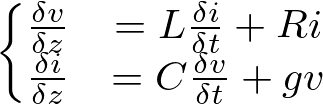 δv/δz = L δi/δt + Ri
δi/δz = C δv/δt + gv